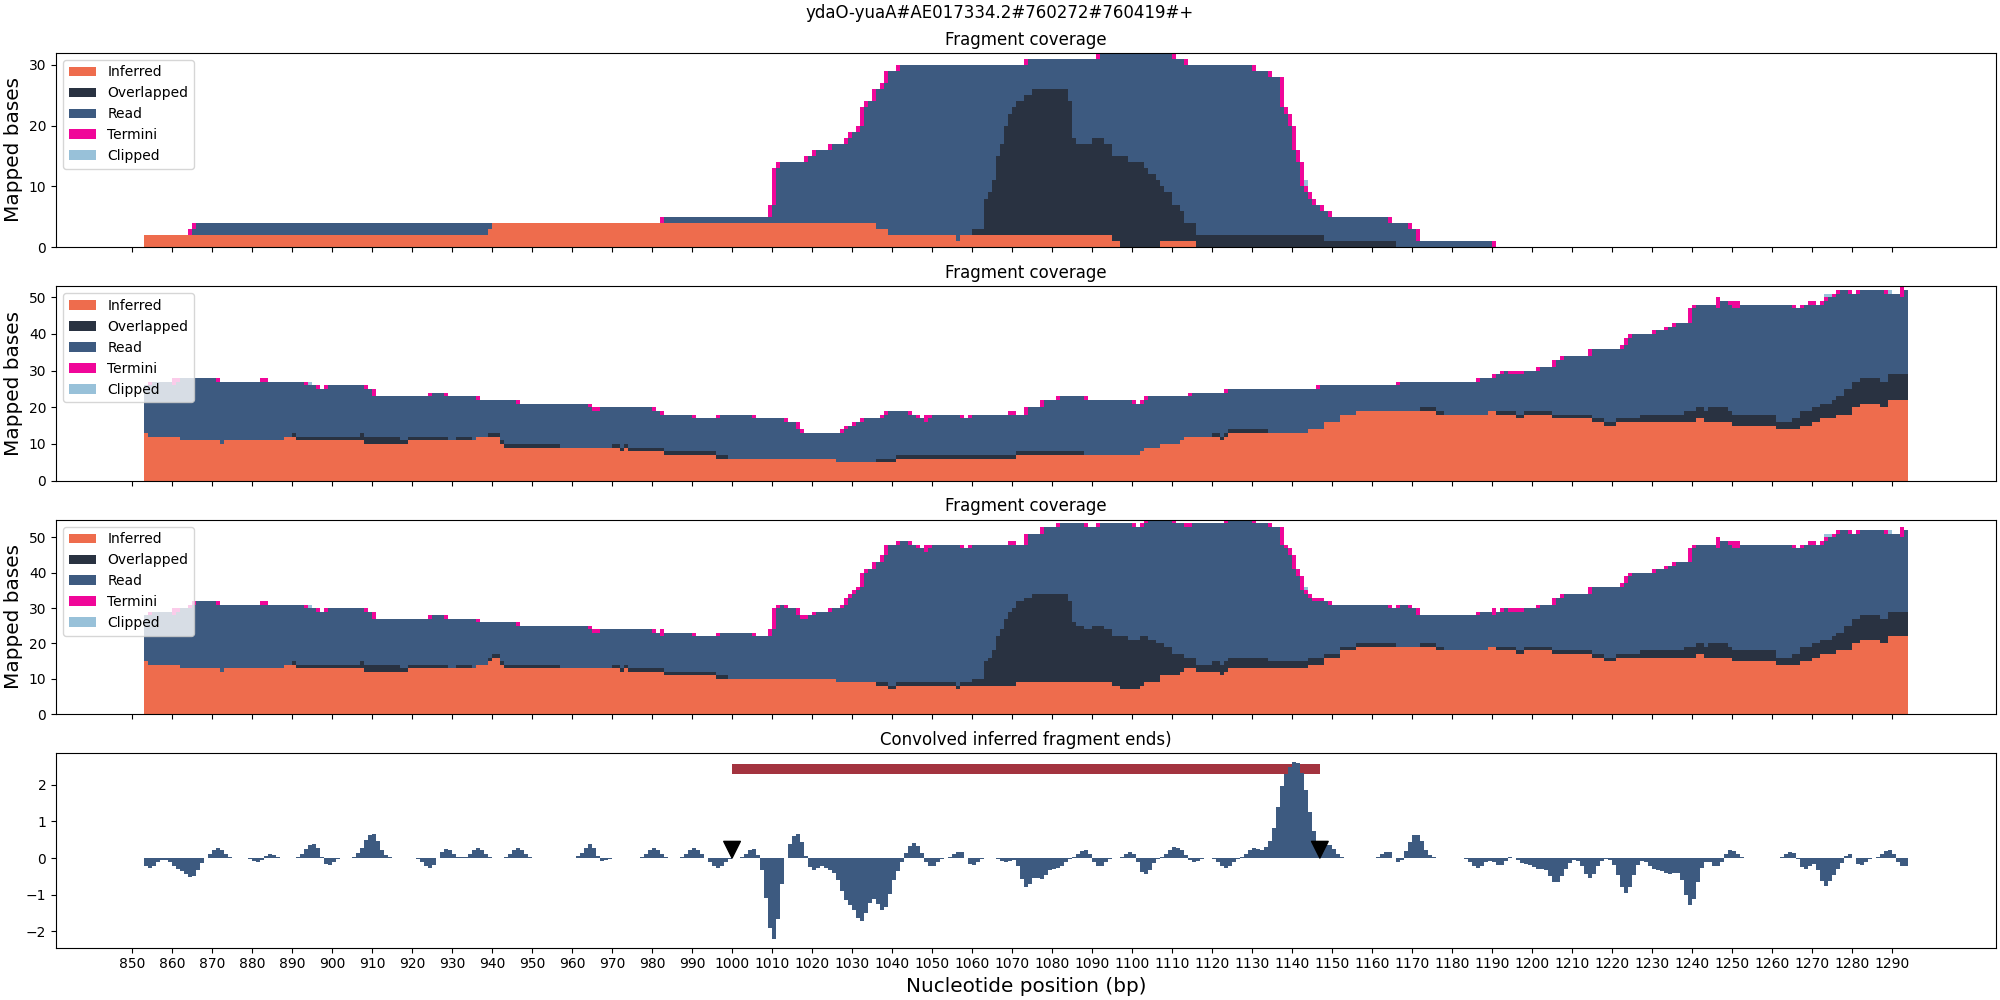 ydaO-yuaA#AE017334.2#760272#760419#+
Fragment coverage
Mapped bases
30
20
10
0
Inferred
Overlapped
Read
Termini
Clipped
Fragment coverage
Mapped bases
50
40
30
20
10
0
Inferred
Overlapped
Read
Termini
Clipped
Fragment coverage
Mapped bases
50
40
30
20
10
0
Inferred
Overlapped
Read
Termini
Clipped
Convolved inferred fragment ends)
2
1
0
−1
−2
850 860 870 880 890 900 910 920 930 940 950 960 970 980 990 1000 1010 1020 1030 1040 1050 1060 1070 1080 1090 1100 1110 1120 1130 1140 1150 1160 1170 1180 1190 1200 1210 1220 1230 1240 1250 1260 1270 1280 1290
Nucleotide position (bp)